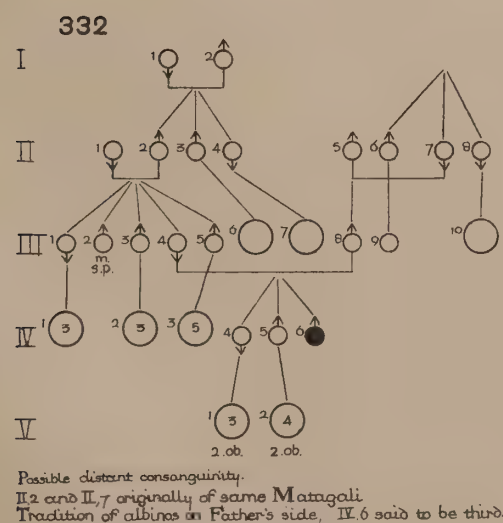 332
I
1 2
II
1 2 3 4 5 6 7 8
III
1 2 3 4 5 6 7 8 9 10
m.
s.p.
IV
1 3 2 3 3 5 4 5 6
V
1 3 2 4
2.ob. 2.ob.
Possible distant consanguinity.
II,2 and II,7 originally of same Matagali
Tradition of albinos on Father's side, IV.6 said to be third.